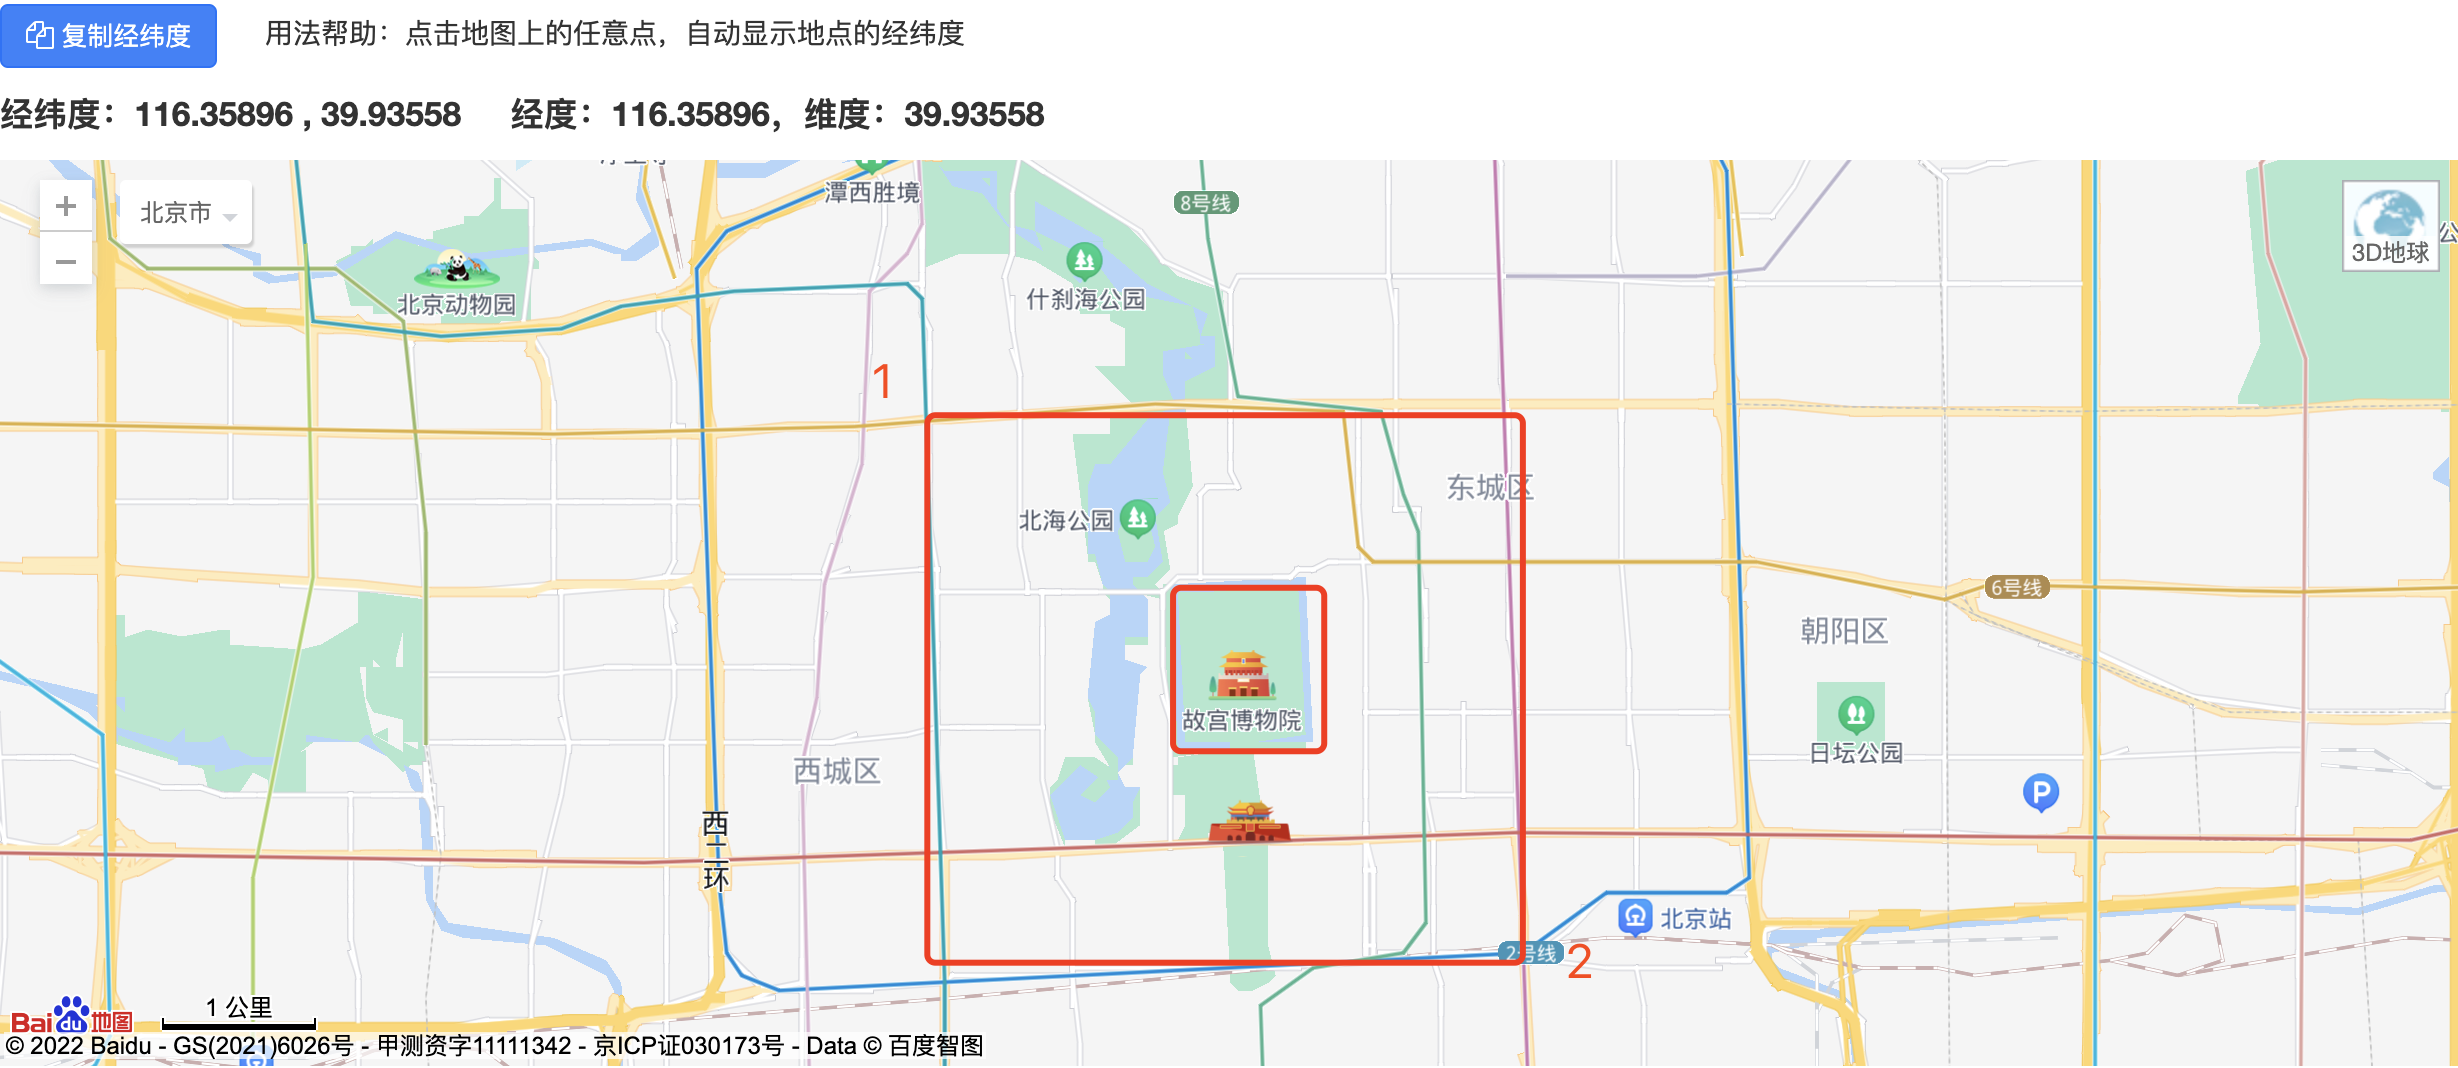 复制经纬度
用法帮助：点击地图上的任意点，自动显示地点的经纬度
经纬度：116.35896 , 39.93558 经度：116.35896，维度：39.93558
+
北京市
−
潭西胜境
8号线
3D地球
公
北京动物园
什刹海公园
1
东城区
北海公园
6号线
朝阳区
故宫博物院
日坛公园
西城区
P
西二环
北京站
2号线
2
1 公里
Bai du 地图
© 2022 Baidu - GS(2021)6026号 - 甲测资字11111342 - 京ICP证030173号 - Data © 百度智图